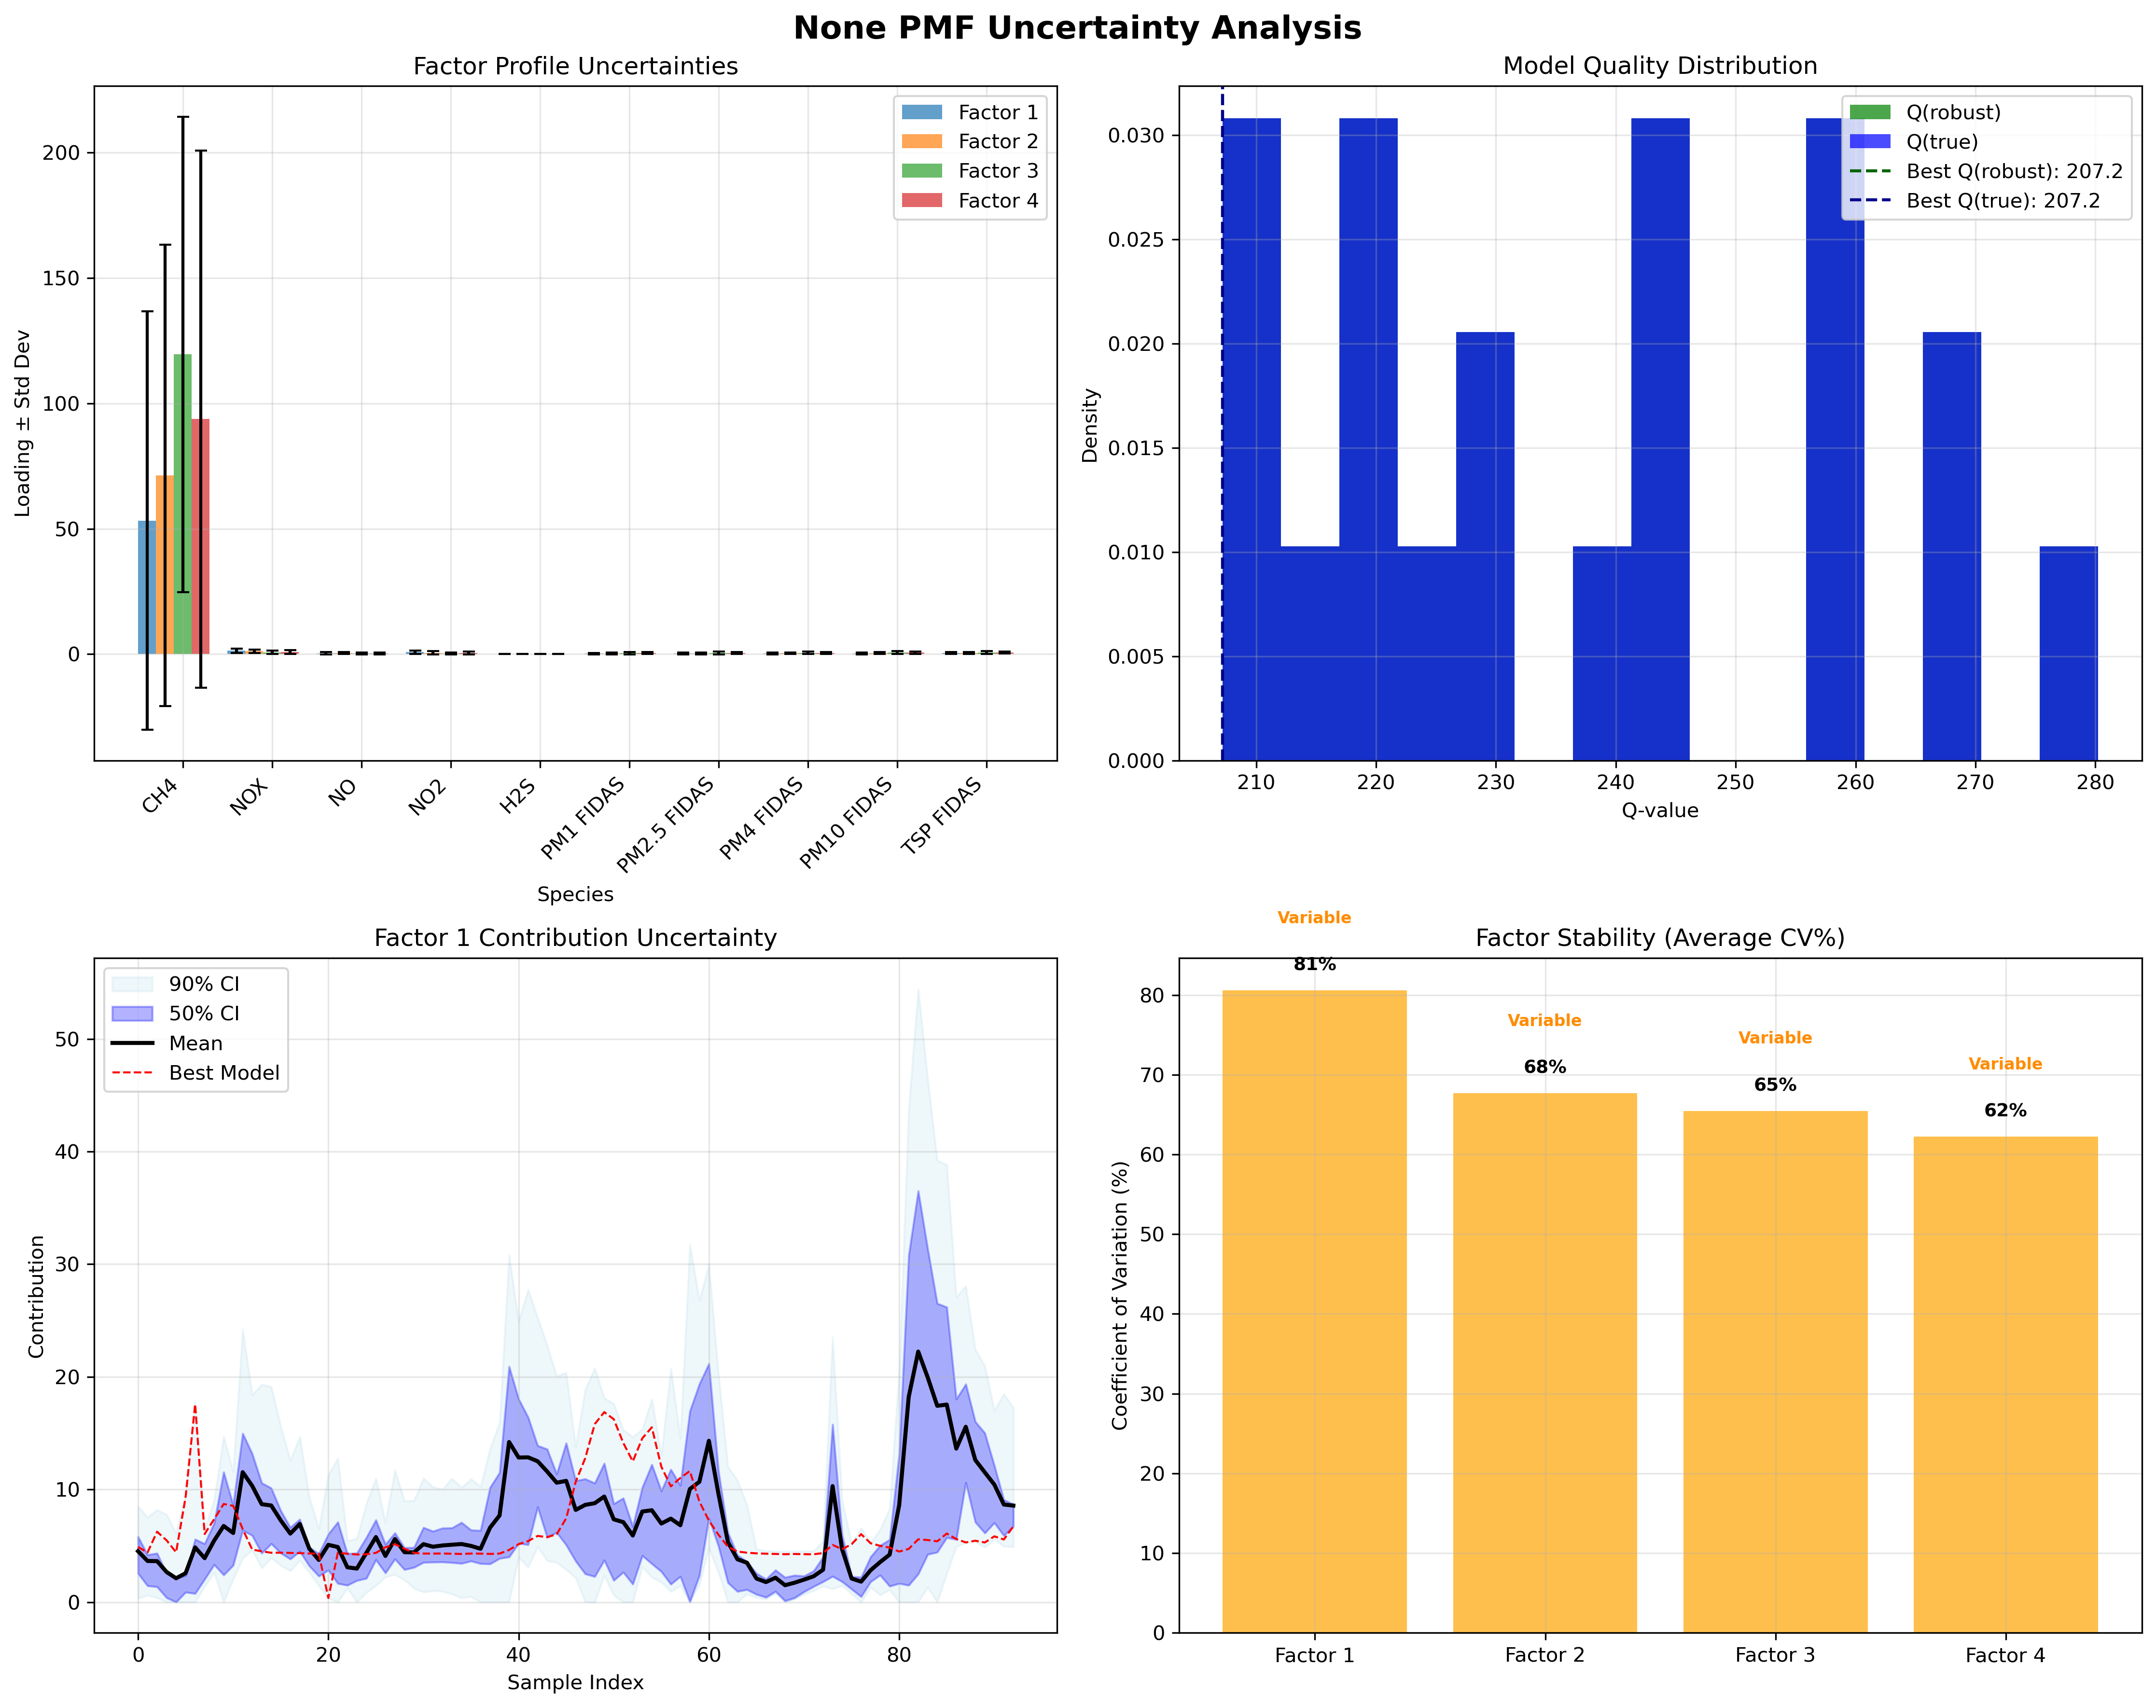 None PMF Uncertainty Analysis
Factor Profile Uncertainties
Loading ± Std Dev
200
150
100
50
0
Factor 1
Factor 2
Factor 3
Factor 4
CH4
NOX
NO
NO2
H2S
PM1 FIDAS
PM2.5 FIDAS
PM4 FIDAS
PM10 FIDAS
TSP FIDAS
Species
Model Quality Distribution
Density
0.030
0.025
0.020
0.015
0.010
0.005
0.000
Q(robust)
Q(true)
Best Q(robust): 207.2
Best Q(true): 207.2
210
220
230
240
250
260
270
280
Q-value
Factor 1 Contribution Uncertainty
Contribution
50
40
30
20
10
0
90% CI
50% CI
Mean
Best Model
0
20
40
60
80
Sample Index
Factor Stability (Average CV%)
Coefficient of Variation (%)
80
70
60
50
40
30
20
10
0
Variable
81%
Variable
68%
Variable
65%
Variable
62%
Factor 1
Factor 2
Factor 3
Factor 4